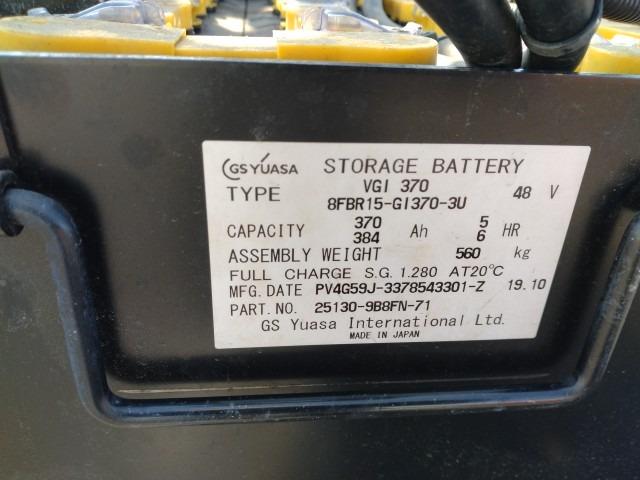 GS YUASA STORAGE BATTERY
TYPE VGI 370 48 V
8FBR15-GI370-3U
CAPACITY 370 Ah 5 HR
384 6
ASSEMBLY WEIGHT 560 kg
FULL CHARGE S.G. 1.280 AT20℃
MFG. DATE PV4G59J-3378543301-Z 19.10
PART. NO. 25130-9B8FN-71
GS Yuasa International Ltd.
MADE IN JAPAN